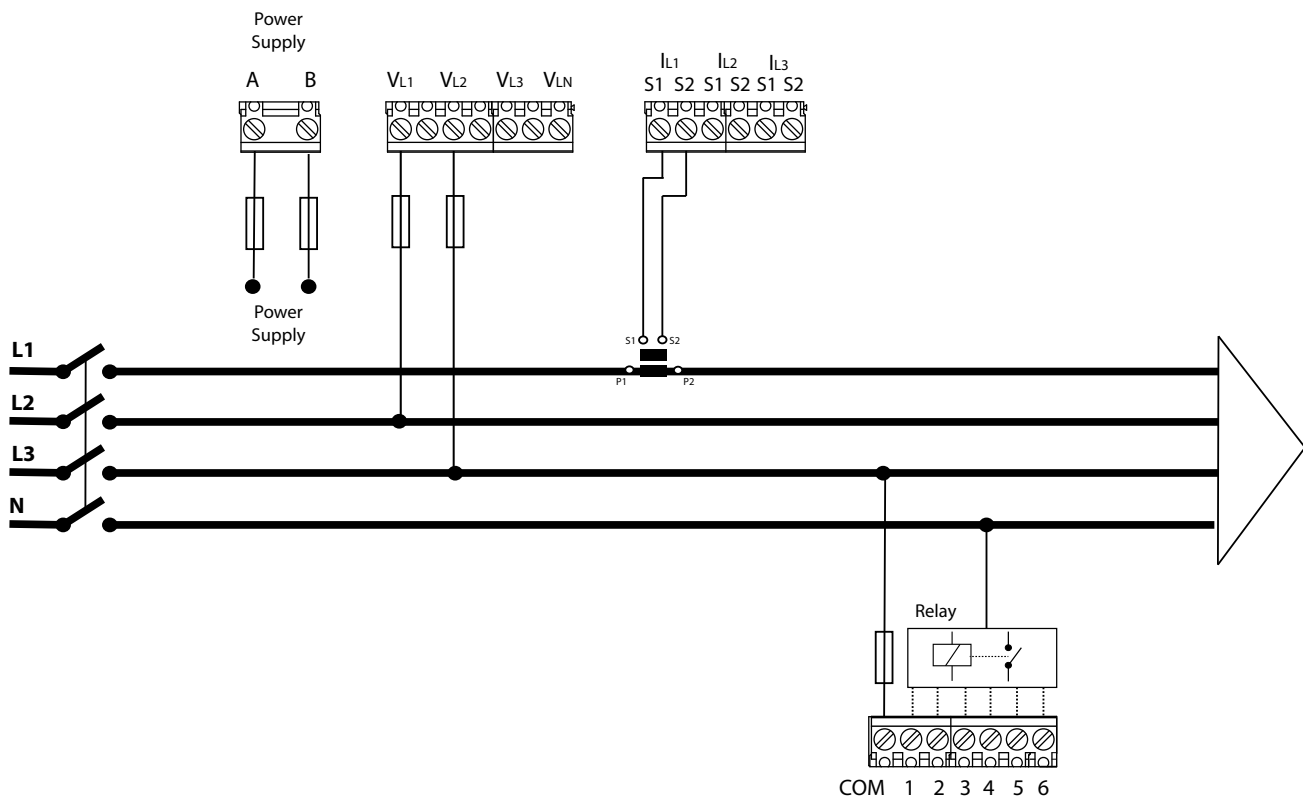 Power
Supply
A B
VL1 VL2 VL3 VLN
IL1 IL2 IL3
S1 S2 S1 S2 S1 S2
Power
Supply
S1 S2
L1
P1 P2
L2
L3
N
Relay
COM 1 2 3 4 5 6